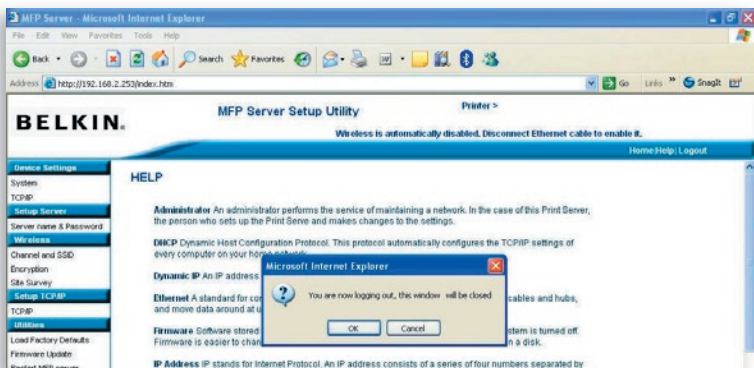 MFP Server - Microsoft Internet Explorer
File Edit View Favorites Tools Help
Back Search Favorites
Address http://192.168.2.253/index.htm Go Links » SnagIt
BELKIN.
MFP Server Setup Utility
Printer >
Wireless is automatically disabled. Disconnect Ethernet cable to enable it.
Home|Help| Logout
Device Settings
System
TCP/IP
Setup Server
Server name & Password
Wireless
Channel and SSID
Encryption
Site Survey
Setup TCP/IP
TCP/IP
Utilities
Load Factory Defaults
Firmware Update
Restart MFP server
HELP
Administrator An administrator performs the service of maintaining a network. In the case of this Print Server,
the person who sets up the Print Serve and makes changes to the settings.
DHCP Dynamic Host Configuration Protocol. This protocol automatically configures the TCP/IP settings of
every computer on your home network.
Dynamic IP An IP address
Ethernet A standard for cables and hubs,
and move data around at
Firmware Software stored stem is turned off.
Firmware is easier to n a disk.
IP Address IP stands for Internet Protocol. An IP address consists of a series of four numbers separated by
Microsoft Internet Explorer
You are now logging out, this window will be closed
OK Cancel